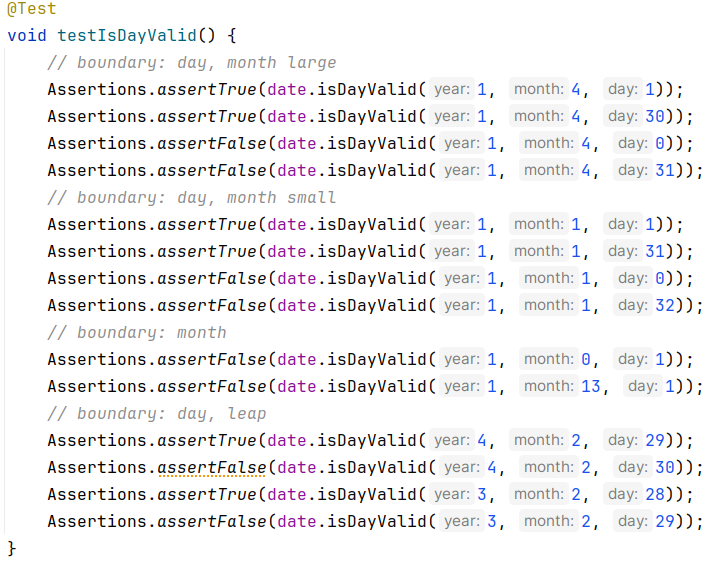 @Test
void testIsDayValid() {
    // boundary: day, month large
    Assertions.assertTrue(date.isDayValid( year: 1,  month: 4,  day: 1));
    Assertions.assertTrue(date.isDayValid( year: 1,  month: 4,  day: 30));
    Assertions.assertFalse(date.isDayValid( year: 1,  month: 4,  day: 0));
    Assertions.assertFalse(date.isDayValid( year: 1,  month: 4,  day: 31));
    // boundary: day, month small
    Assertions.assertTrue(date.isDayValid( year: 1,  month: 1,  day: 1));
    Assertions.assertTrue(date.isDayValid( year: 1,  month: 1,  day: 31));
    Assertions.assertFalse(date.isDayValid( year: 1,  month: 1,  day: 0));
    Assertions.assertFalse(date.isDayValid( year: 1,  month: 1,  day: 32));
    // boundary: month
    Assertions.assertFalse(date.isDayValid( year: 1,  month: 0,  day: 1));
    Assertions.assertFalse(date.isDayValid( year: 1,  month: 13,  day: 1));
    // boundary: day, leap
    Assertions.assertTrue(date.isDayValid( year: 4,  month: 2,  day: 29));
    Assertions.assertFalse(date.isDayValid( year: 4,  month: 2,  day: 30));
    Assertions.assertTrue(date.isDayValid( year: 3,  month: 2,  day: 28));
    Assertions.assertFalse(date.isDayValid( year: 3,  month: 2,  day: 29));
}